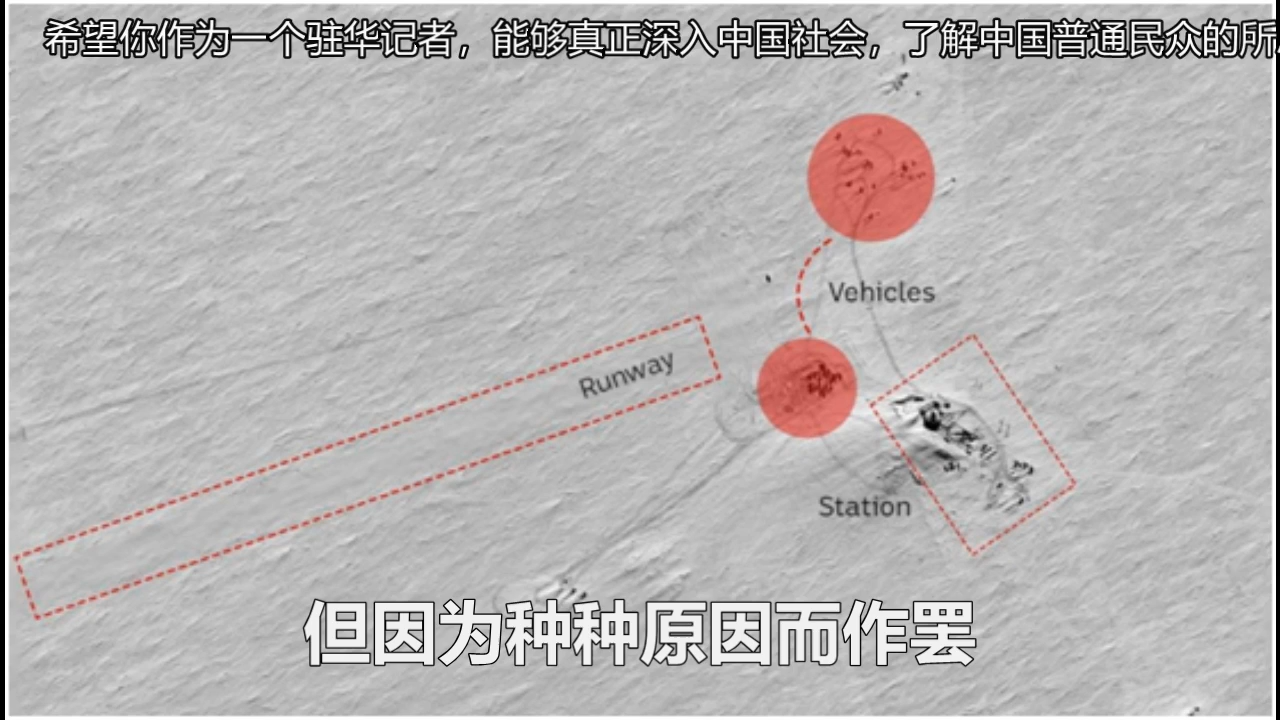 希望你作为一个驻华记者，能够真正深入中国社会，了解中国普通民众的所
Vehicles
Runway
Station
但因为种种原因而作罢